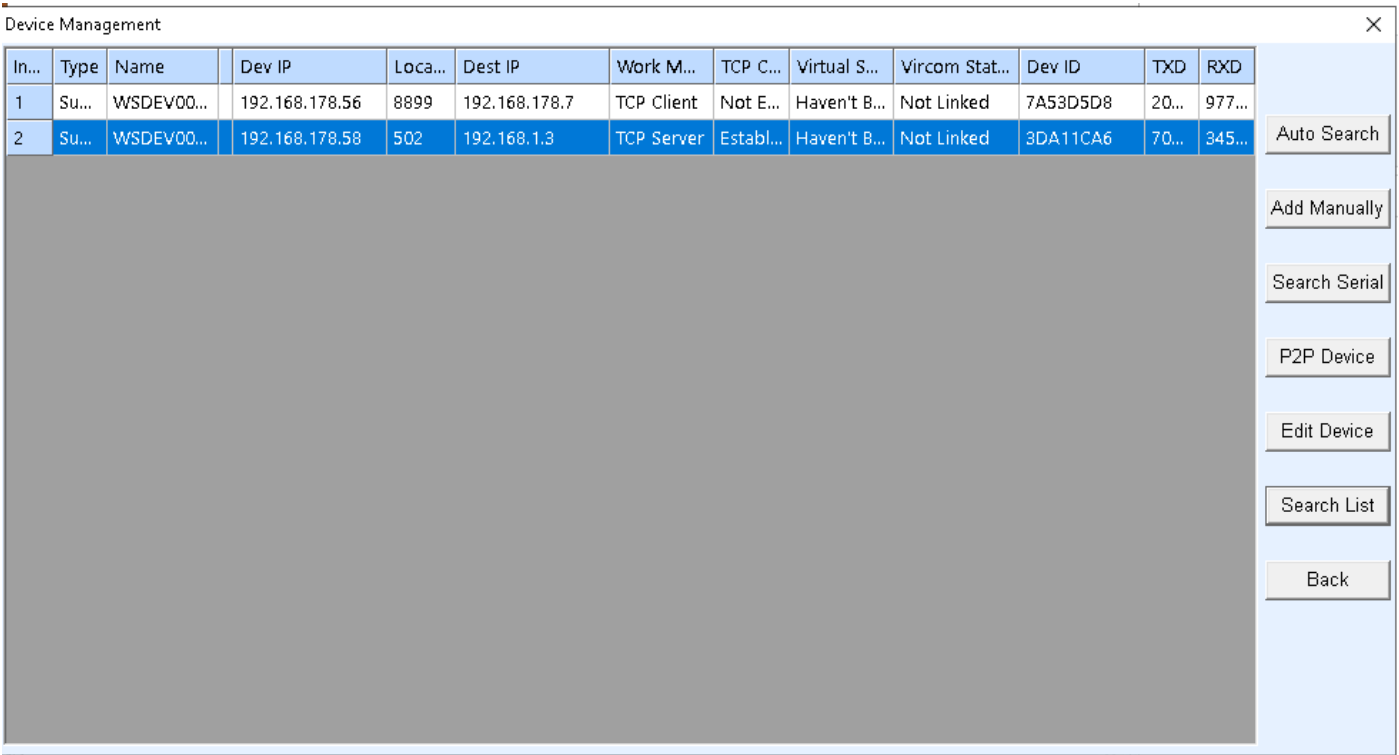 Device Management
In... Type Name Dev IP Loca... Dest IP Work M... TCP C... Virtual S... Vircom Stat... Dev ID TXD RXD
1 Su... WSDEV00... 192.168.178.56 8899 192.168.178.7 TCP Client Not E... Haven't B... Not Linked 7A53D5D8 20... 977...
2 Su... WSDEV00... 192.168.178.58 502 192.168.1.3 TCP Server Establ... Haven't B... Not Linked 3DA11CA6 70... 345...
Auto Search
Add Manually
Search Serial
P2P Device
Edit Device
Search List
Back